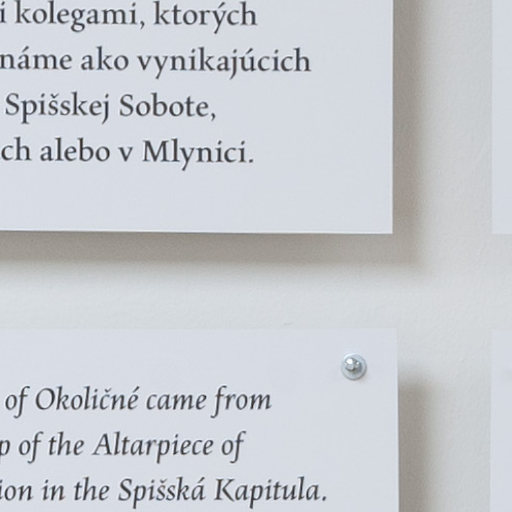 i kolegami, ktorých
náme ako vynikajúcich
Spišskej Sobote,
ch alebo v Mlynici.
of Okoličné came from
p of the Altarpiece of
ion in the Spišská Kapitula.